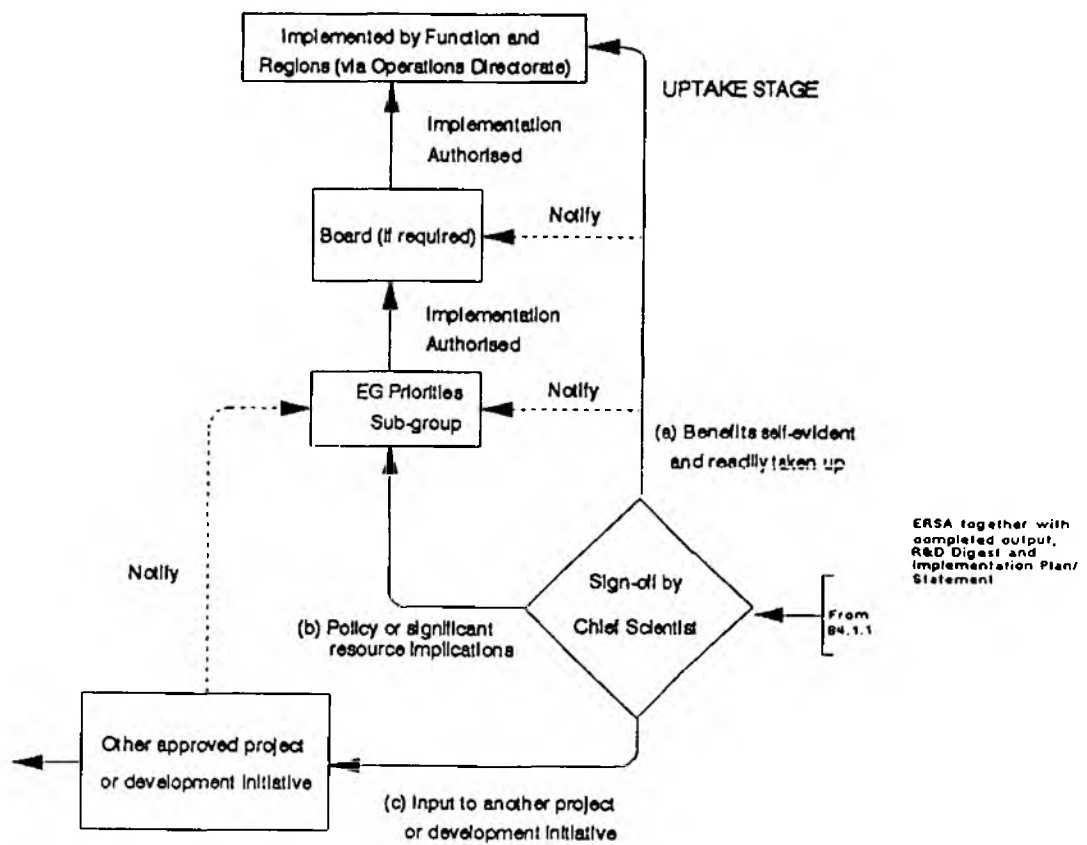 Implemented by Function and
Regions (via Operations Directorate)
UPTAKE STAGE
Implementation
Authorised
Board (if required)
Notify
Implementation
Authorised
EG Priorities
Sub-group
Notify
(a) Benefits self-evident
and readily taken up
ERSA together with
completed output,
R&D Digest and
Implementation Plan/
Statement
Notify
Sign-off by
Chief Scientist
From
B4.1.1
(b) Policy or significant
resource implications
Other approved project
or development initiative
(c) Input to another project
or development initiative